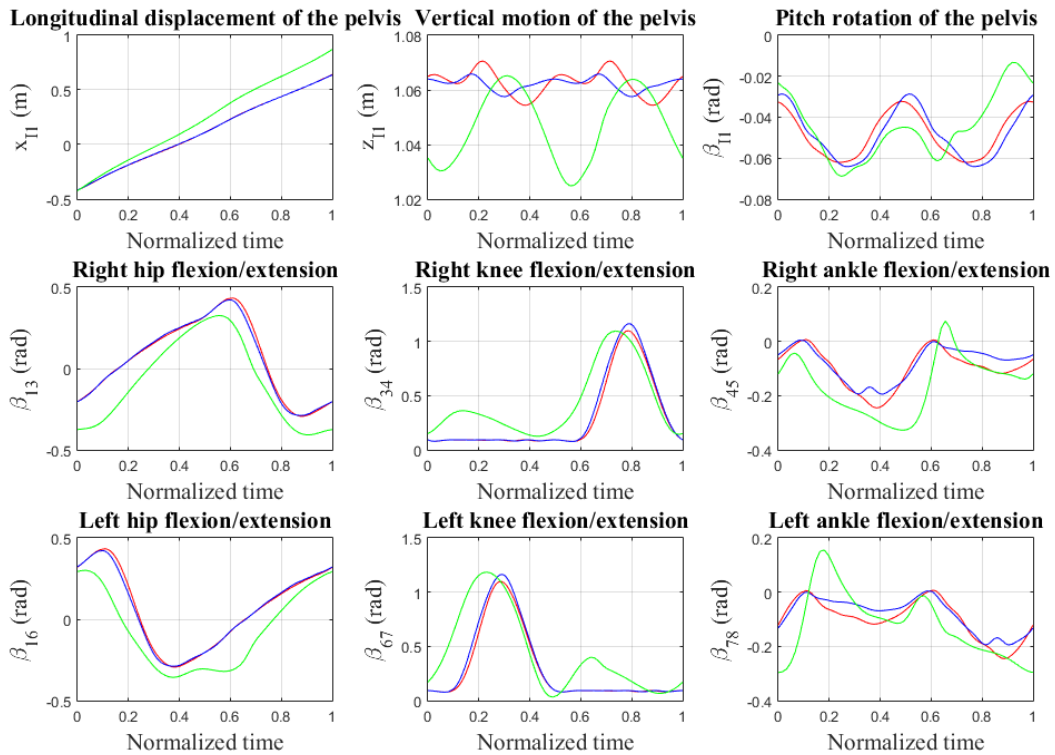 Longitudinal displacement of the pelvis
x_I1 (m)
1
0.5
0
-0.5
0 0.2 0.4 0.6 0.8 1
Normalized time
Vertical motion of the pelvis
z_I1 (m)
1.08
1.06
1.04
1.02
0 0.2 0.4 0.6 0.8 1
Normalized time
Pitch rotation of the pelvis
β_I1 (rad)
0
-0.02
-0.04
-0.06
-0.08
0 0.2 0.4 0.6 0.8 1
Normalized time
Right hip flexion/extension
β_13 (rad)
0.5
0
-0.5
0 0.2 0.4 0.6 0.8 1
Normalized time
Right knee flexion/extension
β_34 (rad)
1.5
1
0.5
0
0 0.2 0.4 0.6 0.8 1
Normalized time
Right ankle flexion/extension
β_45 (rad)
0.2
0
-0.2
-0.4
0 0.2 0.4 0.6 0.8 1
Normalized time
Left hip flexion/extension
β_16 (rad)
0.5
0
-0.5
0 0.2 0.4 0.6 0.8 1
Normalized time
Left knee flexion/extension
β_67 (rad)
1.5
1
0.5
0
0 0.2 0.4 0.6 0.8 1
Normalized time
Left ankle flexion/extension
β_78 (rad)
0.2
0
-0.2
-0.4
0 0.2 0.4 0.6 0.8 1
Normalized time